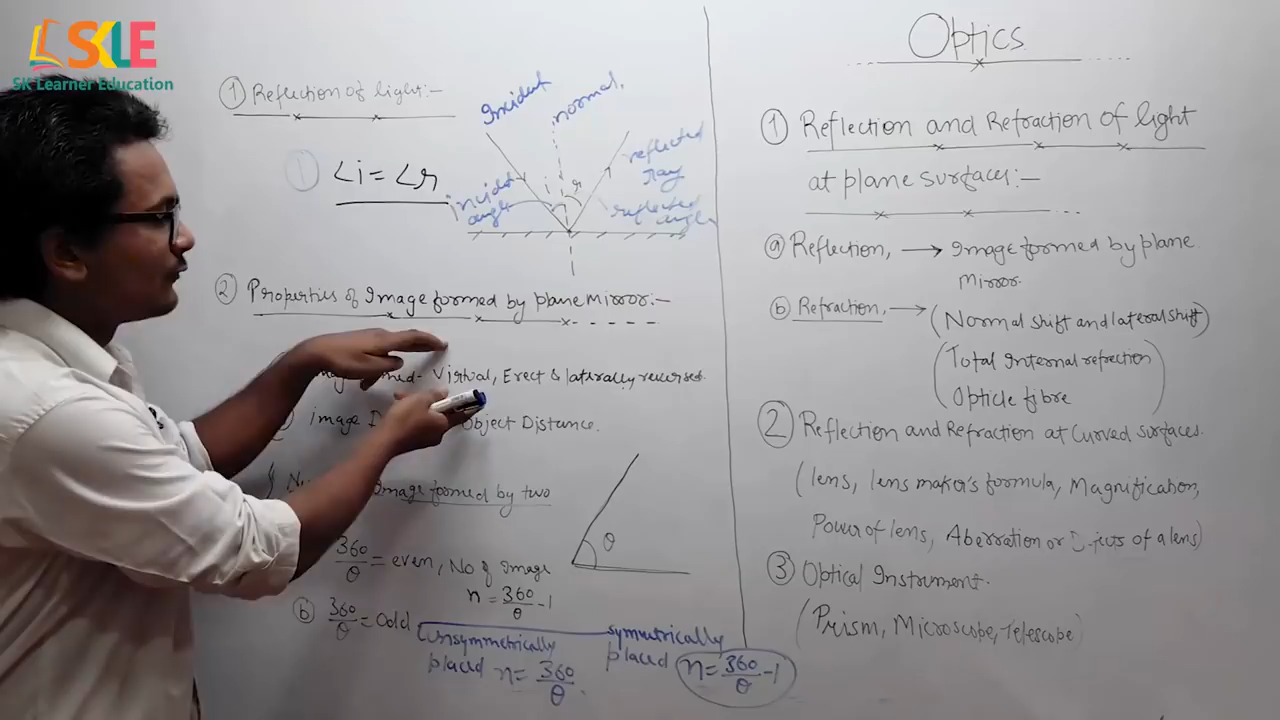 SKLE
SK Learner Education
① Reflection of light:-
Incident
normal,
reflected
ray
① ∠i = ∠r
i r
incident
angle
reflected
angle
② Properties of Image formed by plane Mirror:-
Virtual, Erect & laterally reversed.
image
Object Distance.
Image formed by two
θ
360/θ = even, No of Image
n = 360/θ -1
ⓑ 360/θ = Odd
Unsymmetrically
placed n = 360/θ
symmetrically
placed n = 360/θ -1
Optics
① Reflection and Refraction of light
at plane surfaces:-
ⓐ Reflection, → Image formed by plane
Mirror.
ⓑ Refraction, → (Normal shift and lateral shift)
(Total Internal refrection
Opticle fibre)
② Reflection and Refraction at Curved surfaces.
(lens, lens maker's formula, Magnification,
Power of lens, Aberration or of a lens)
③ Optical Instrument.
(Prism, Microscope, Telescope)